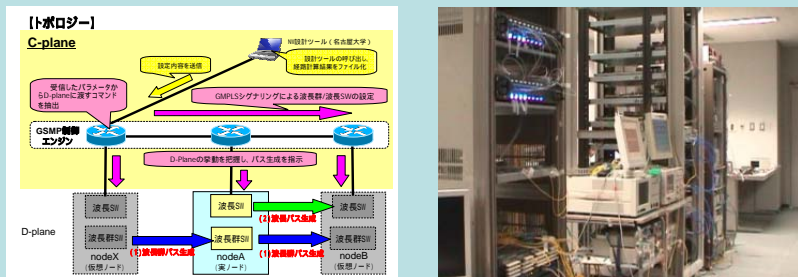 【トポロジー】
C-plane
NI設計ツール（名古屋大学）
設定内容を送信
設計ツールの呼び出し、
経路計算結果をファイル化
受信したパラメータか
らD-planeに渡すコマンド
を抽出
GMPLSシグナリングによる波長群/波長SWの設定
GSMP制御
エンジン
D-Planeの挙動を把握し、パス生成を指示
D-plane
波長SW
波長SW
波長SW
(2)波長パス生成
波長群SW
波長群SW
波長群SW
(1)波長群パス生成
(1)波長群パス生成
nodeX
(仮想ノード)
nodeA
(実ノード)
nodeB
(仮想ノード)